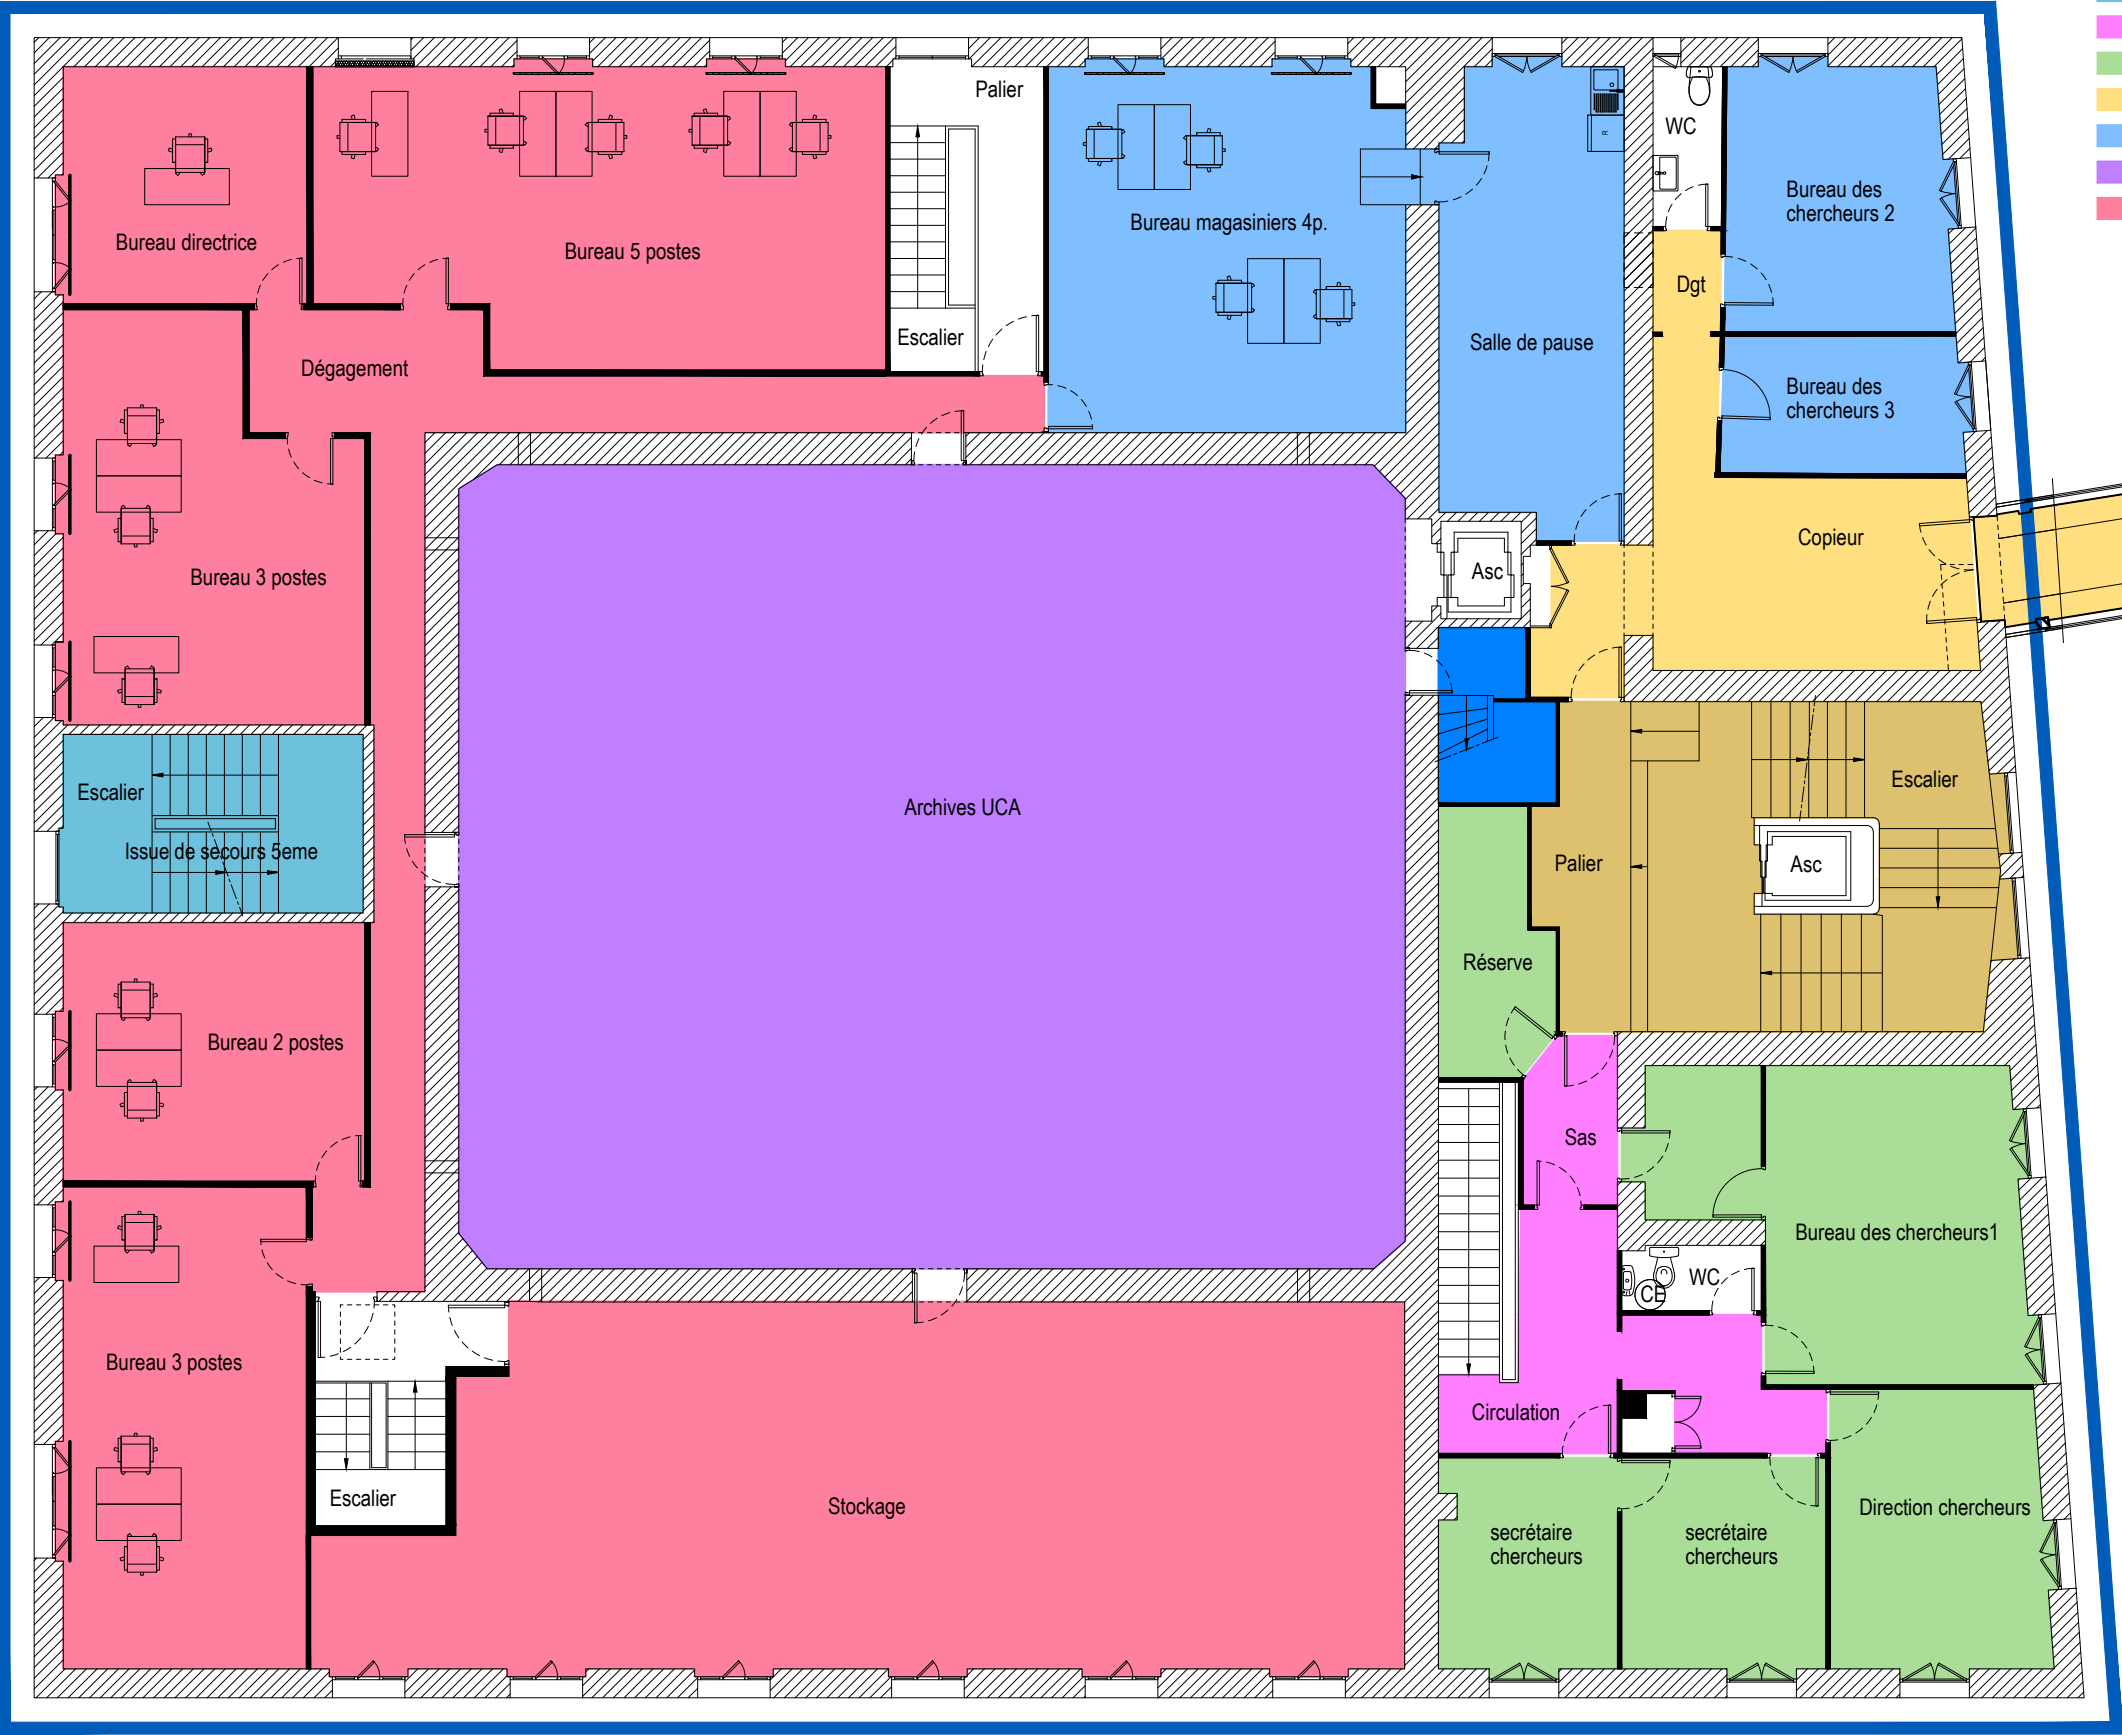 Palier
WC
Bureau des
chercheurs 2
Bureau directrice
Bureau 5 postes
Bureau magasiniers 4p.
R
Dgt
Escalier
Salle de pause
Dégagement
Bureau des
chercheurs 3
Copieur
Asc
Bureau 3 postes
Escalier
Issue de secours 5eme
Archives UCA
Escalier
Palier
Asc
Réserve
Bureau 2 postes
Sas
Bureau des chercheurs1
WC
CE
Bureau 3 postes
Circulation
Escalier
Stockage
secrétaire
chercheurs
secrétaire
chercheurs
Direction chercheurs